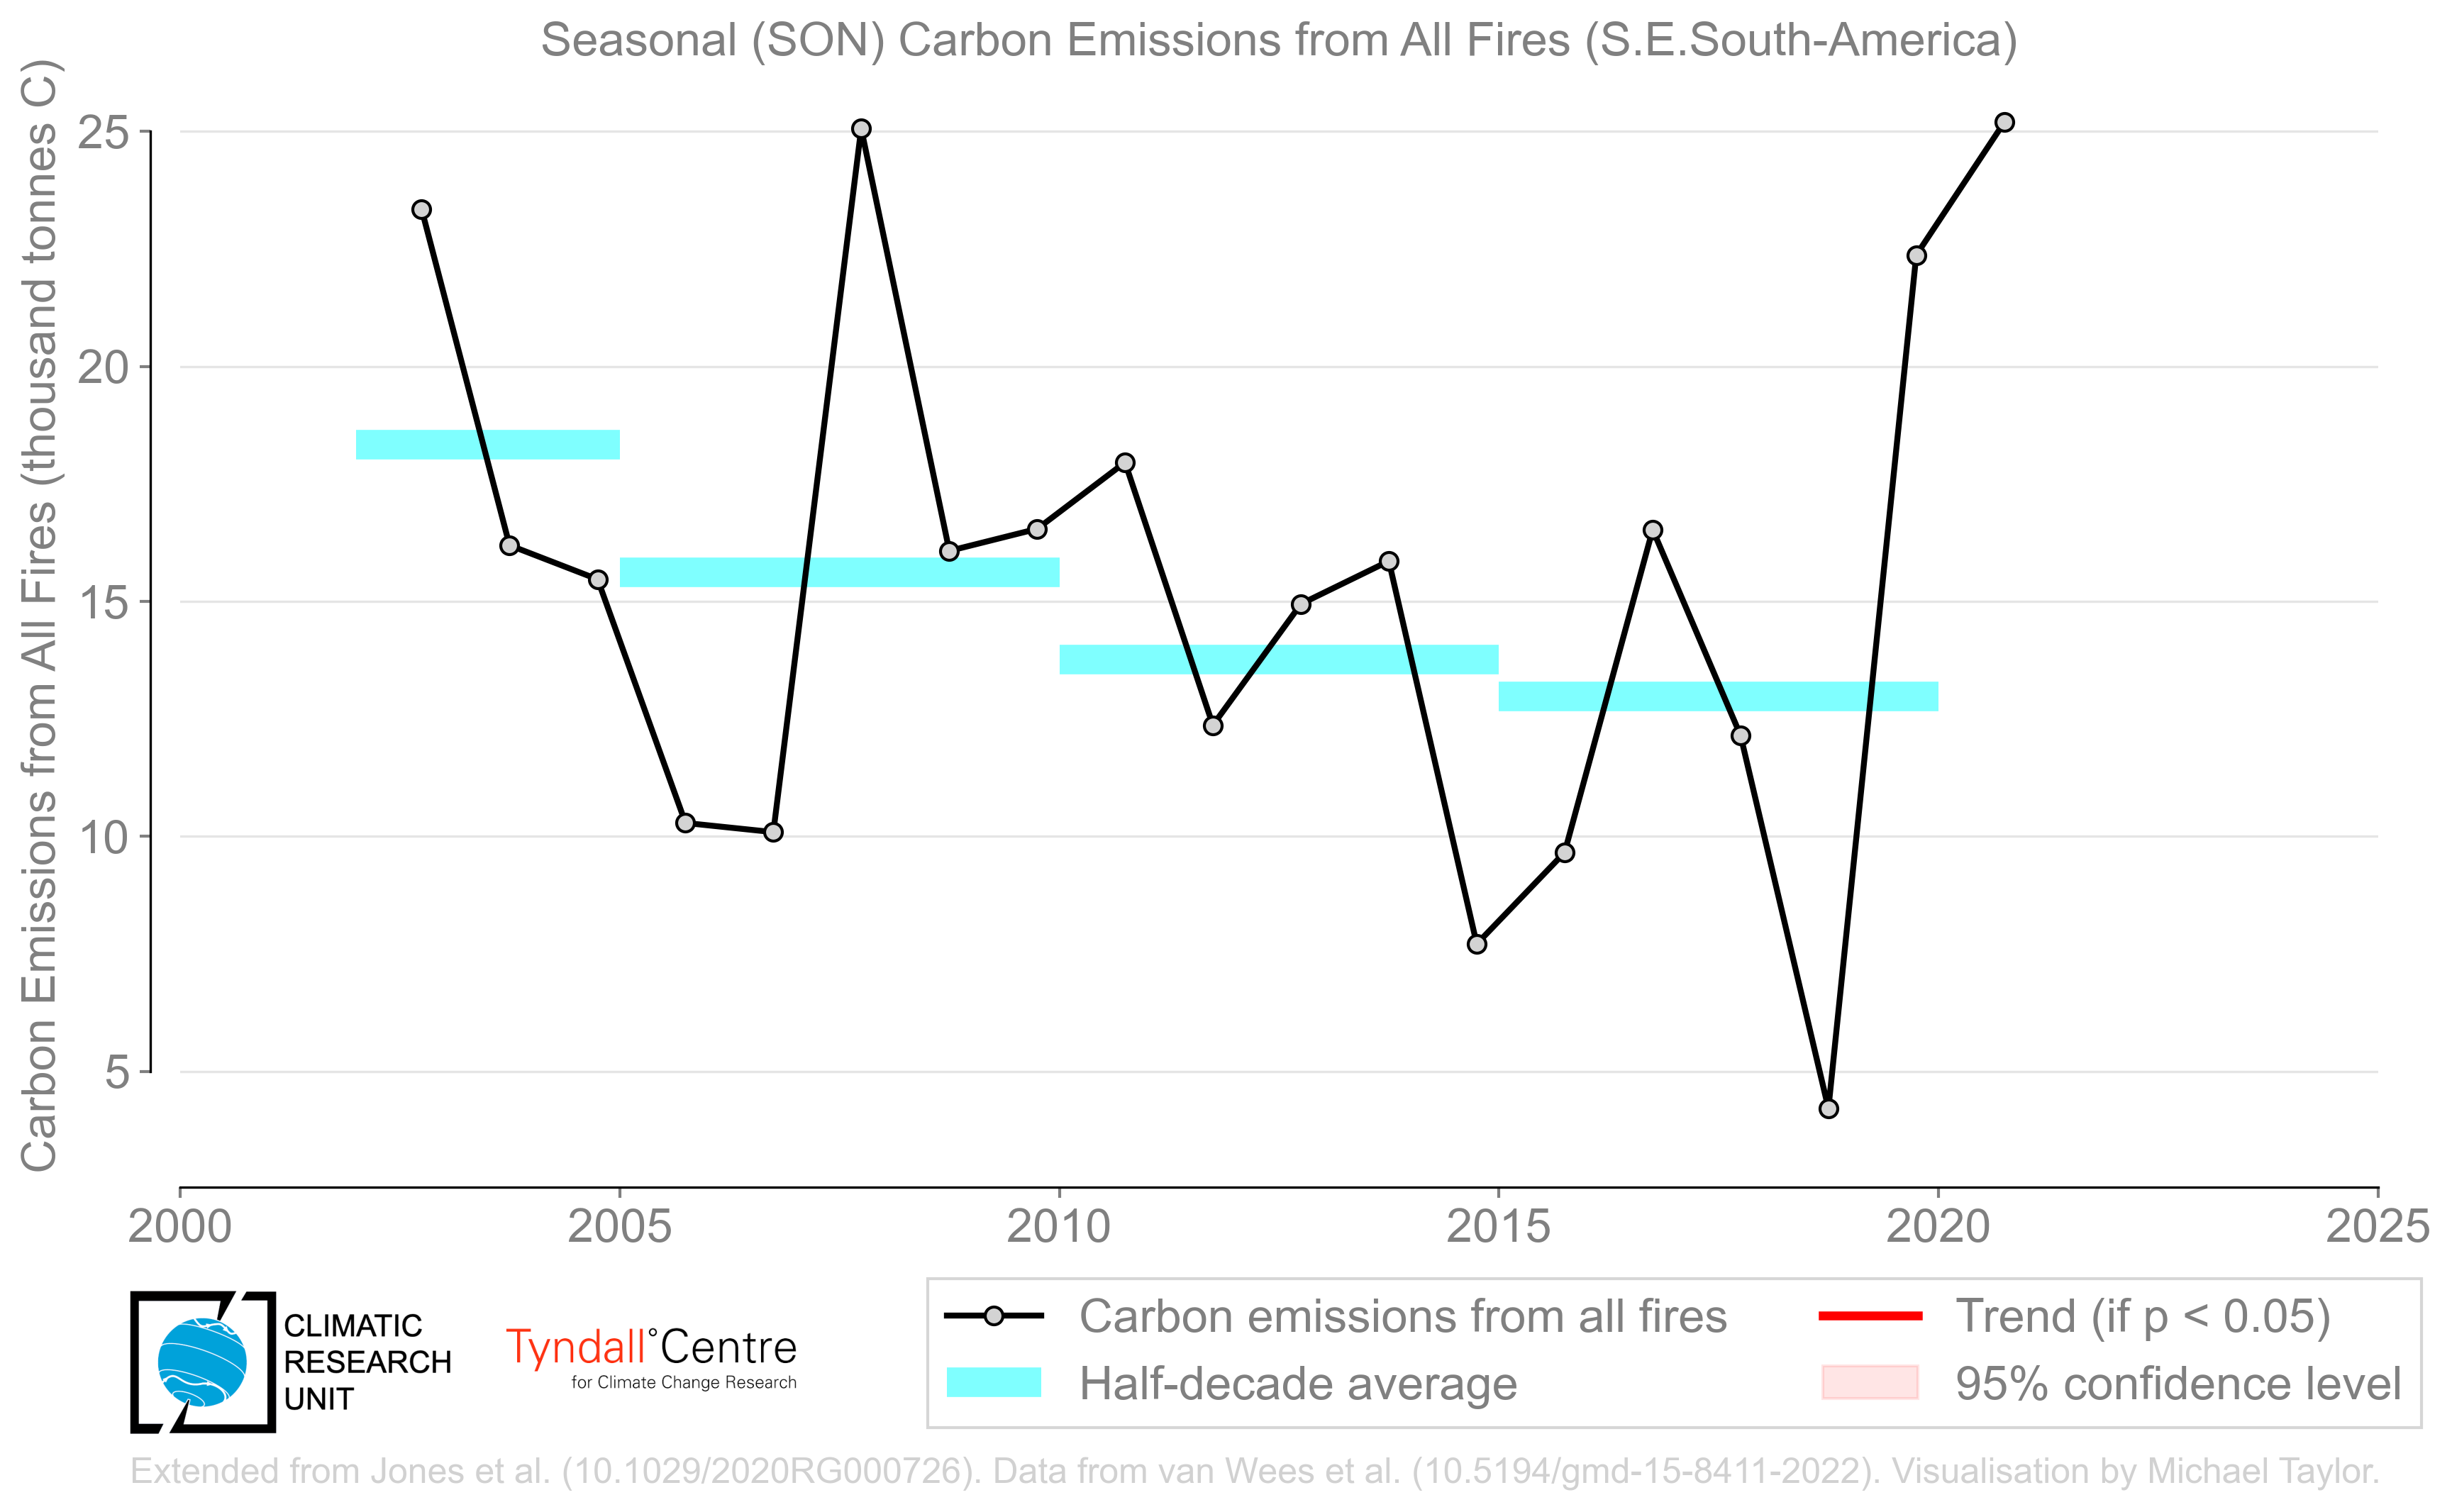 Seasonal (SON) Carbon Emissions from All Fires (S.E.South-America)
Carbon Emissions from All Fires (thousand tonnes C)
25
20
15
10
5
2000
2005
2010
2015
2020
2025
CLIMATIC
RESEARCH
UNIT
Tyndall°Centre
for Climate Change Research
Carbon emissions from all fires
Half-decade average
Trend (if p < 0.05)
95% confidence level
Extended from Jones et al. (10.1029/2020RG000726). Data from van Wees et al. (10.5194/gmd-15-8411-2022). Visualisation by Michael Taylor.